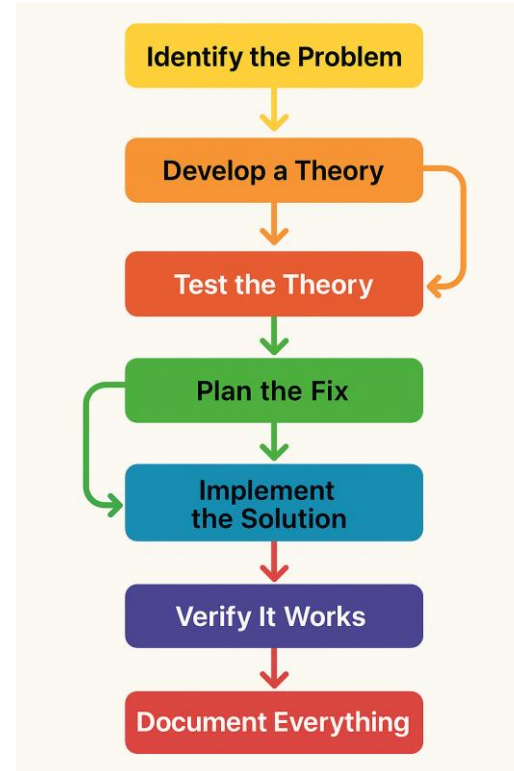 Identify the Problem
Develop a Theory
Test the Theory
Plan the Fix
Implement
the Solution
Verify It Works
Document Everything